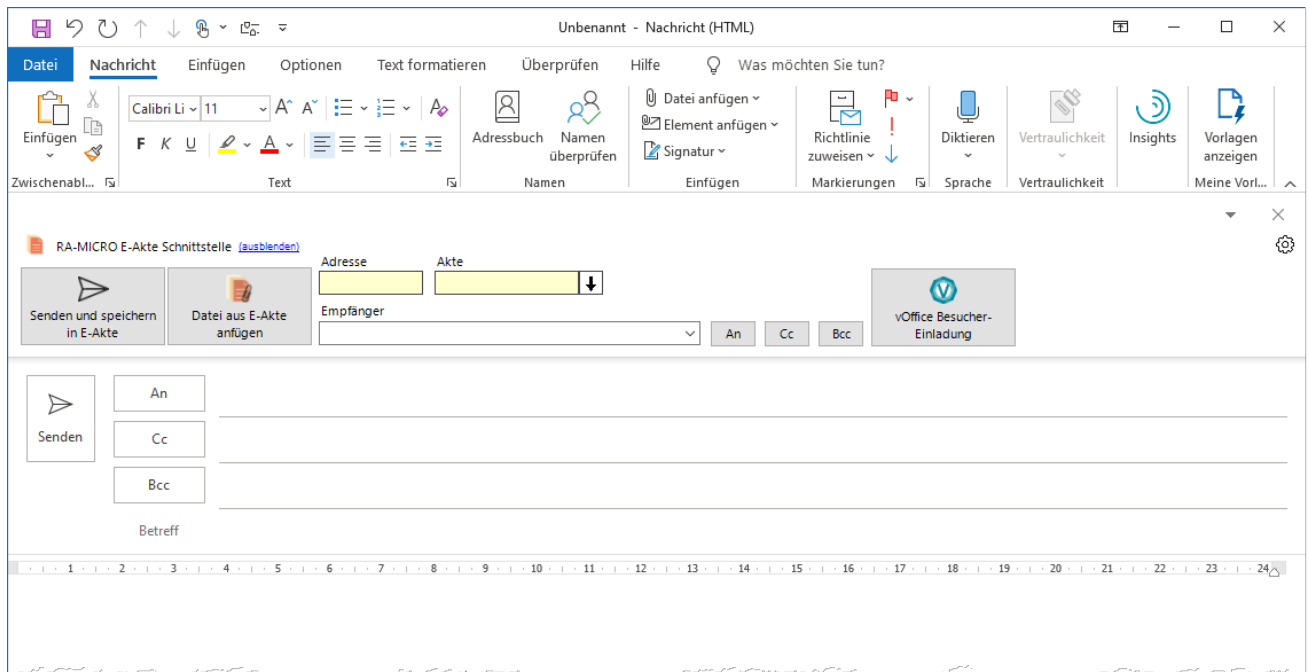 Unbenannt - Nachricht (HTML)
Datei Nachricht Einfügen Optionen Text formatieren Überprüfen Hilfe Was möchten Sie tun?
Einfügen
Calibri Li 11
F K U A
Adressbuch
Namen
überprüfen
Datei anfügen
Element anfügen
Signatur
Richtlinie
zuweisen
Diktieren
Vertraulichkeit
Insights
Vorlagen
anzeigen
Zwischenabl... Text Namen Einfügen Markierungen Sprache Vertraulichkeit Meine Vorl...
RA-MICRO E-Akte Schnittstelle (ausblenden)
Senden und speichern
in E-Akte
Datei aus E-Akte
anfügen
Adresse Akte
Empfänger
An Cc Bcc
vOffice Besucher-
Einladung
Senden
An
Cc
Bcc
Betreff
1 2 3 4 5 6 7 8 9 10 11 12 13 14 15 16 17 18 19 20 21 22 23 24